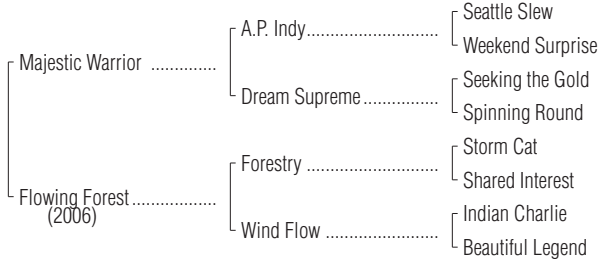 Seattle Slew
A.P. Indy..............................
Weekend Surprise
Majestic Warrior ...............
Seeking the Gold
Dream Supreme.................
Spinning Round
Storm Cat
Forestry ..............................
Shared Interest
Flowing Forest...................
(2006)
Indian Charlie
Wind Flow ..........................
Beautiful Legend